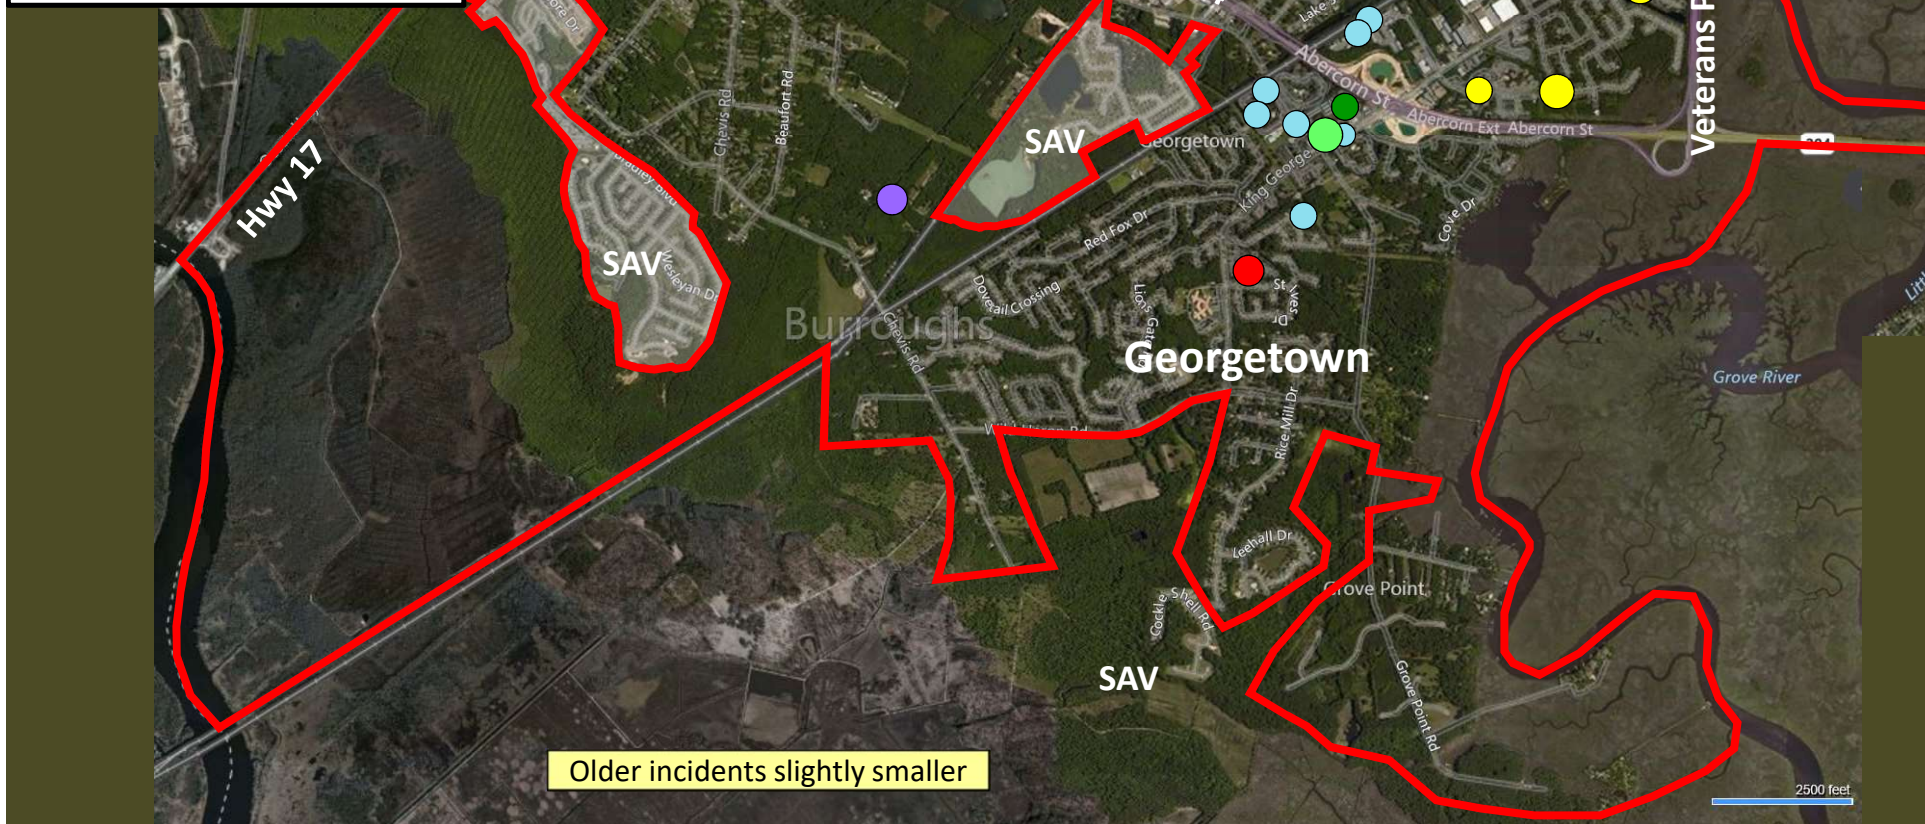 Abercorn St.
Abercorn Ext
Abercorn St
Veterans
Chevis Rd
Beaufort Rd
Hwy 17
Bradley Blvd
SAV
Georgetown
King George
SAV
Wesleyan Dr
Red Fox Dr
Cove Dr
Dovetail Crossing
St Ives Dr
Burroughs
Chevis Rd
Georgetown
Grove River
Rice Mill Dr
Grove Point
Cockle Shell Rd
SAV
Grove Point Rd
Older incidents slightly smaller
2500 feet